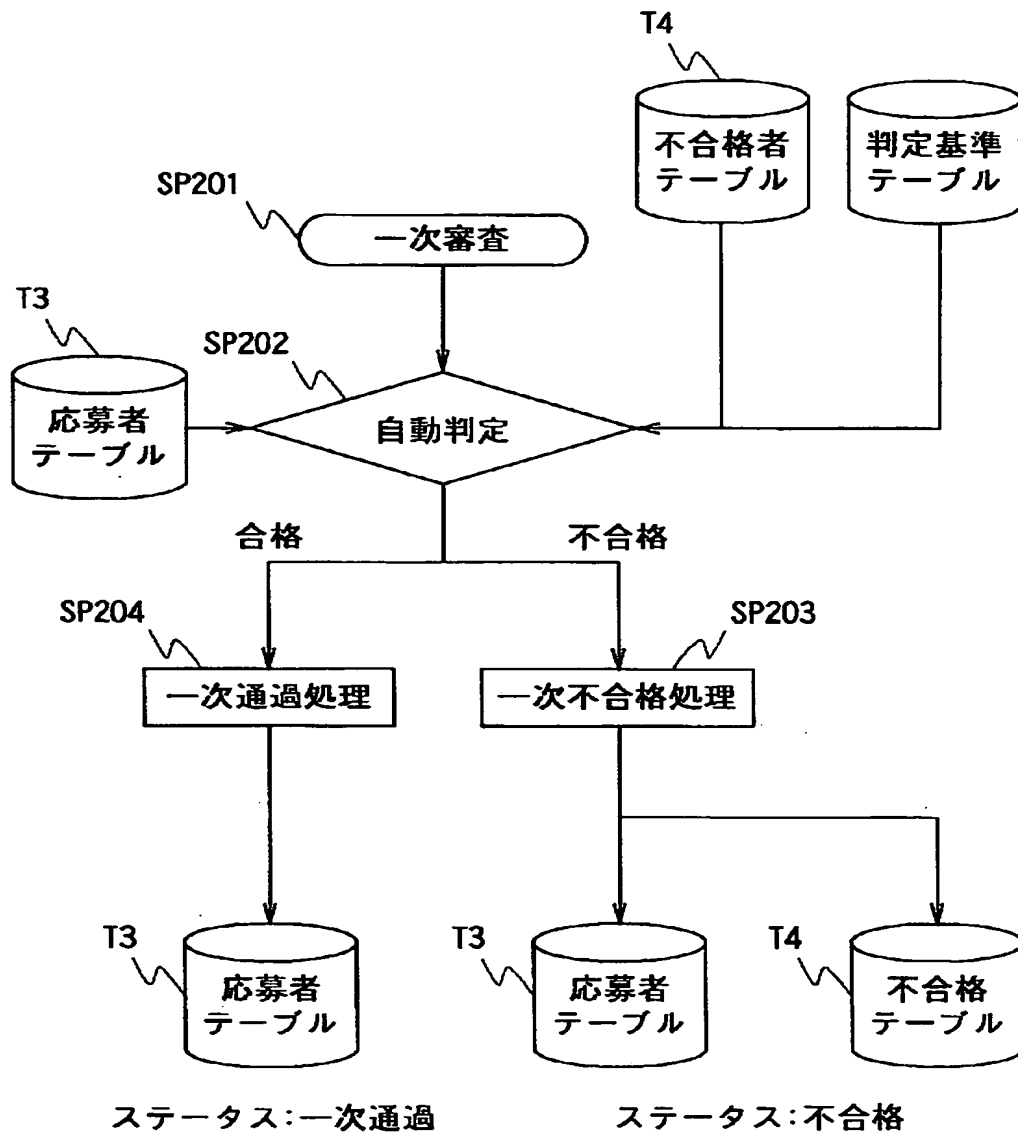 T4
不合格者
テーブル
判定基準
テーブル
SP201
一次審査
T3
応募者
テーブル
SP202
自動判定
合格
不合格
SP204
一次通過処理
SP203
一次不合格処理
T3
応募者
テーブル
T3
応募者
テーブル
T4
不合格
テーブル
ステータス:一次通過
ステータス:不合格